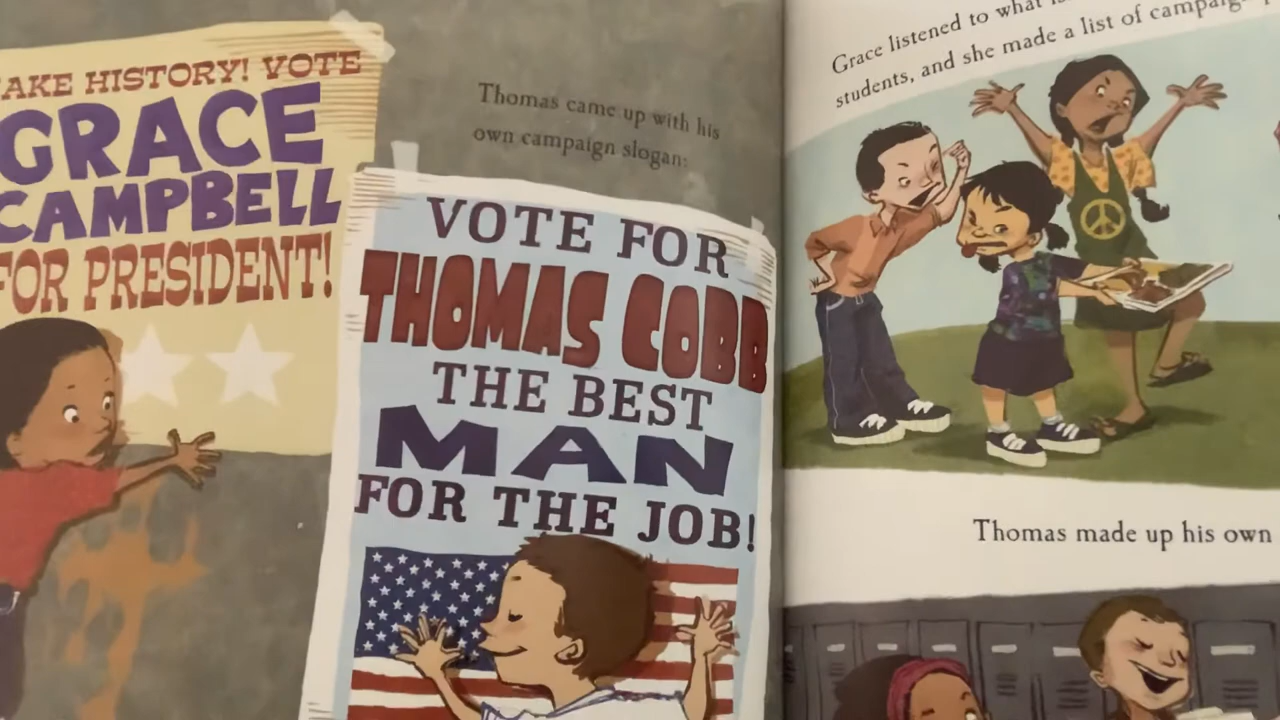 AKE HISTORY! VOTE
GRACE
CAMPBELL
FOR PRESIDENT!
Thomas came up with his
own campaign slogan:
VOTE FOR
THOMAS COBB
THE BEST
MAN
FOR THE JOB!
Grace listened to what
students, and she made a list of campaign
Thomas made up his own